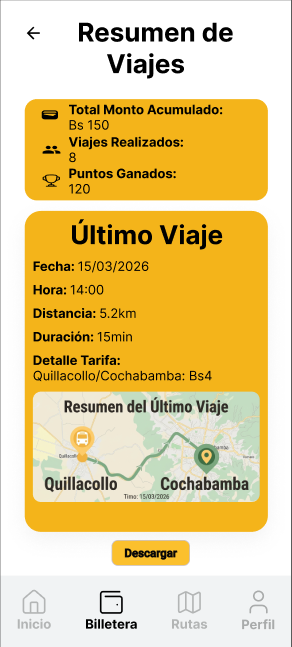 Resumen de
Viajes
Total Monto Acumulado:
Bs 150
Viajes Realizados:
8
Puntos Ganados:
120
Último Viaje
Fecha: 15/03/2026
Hora: 14:00
Distancia: 5.2km
Duración: 15min
Detalle Tarifa:
Quillacollo/Cochabamba: Bs4
Resumen del Último Viaje
Quillacollo
Quillacollo
Cochabamba
Time: 15/03/2026
Descargar
Inicio
Billetera
Rutas
Perfil